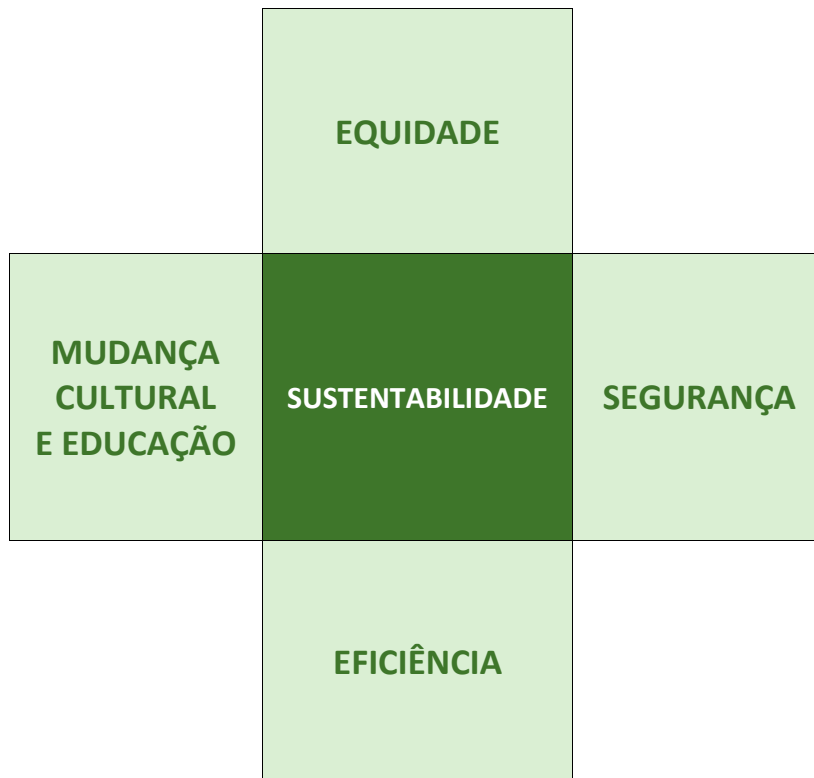 EQUIDADE
MUDANÇA
CULTURAL
E EDUCAÇÃO
SUSTENTABILIDADE
SEGURANÇA
EFICIÊNCIA